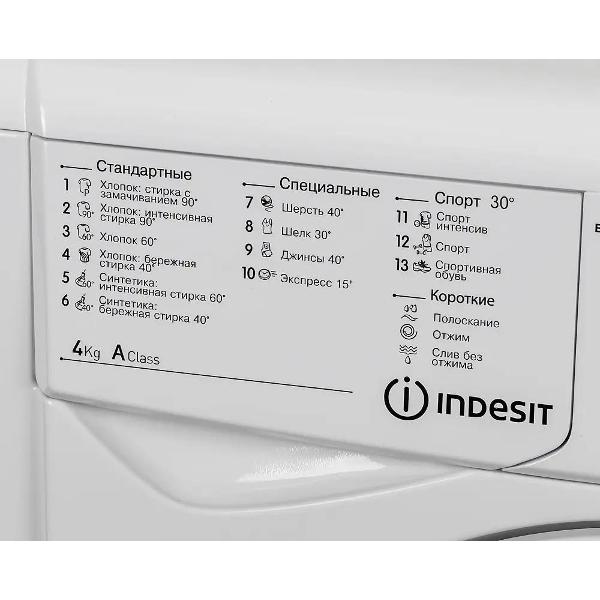 Стандартные
1 Хлопок: стирка с
замачиванием 90°
2 Хлопок: интенсивная
стирка 90°
3 Хлопок 60°
4 Хлопок: бережная
стирка 40°
5 Синтетика:
интенсивная стирка 60°
6 Синтетика:
бережная стирка 40°
4Kg A Class
Специальные
7 Шерсть 40°
8 Шелк 30°
9 Джинсы 40°
10 Экспресс 15'
Спорт 30°
11 Спорт
интенсив
12 Спорт
13 Спортивная
обувь
Короткие
Полоскание
Отжим
Слив без
отжима
INDESIT